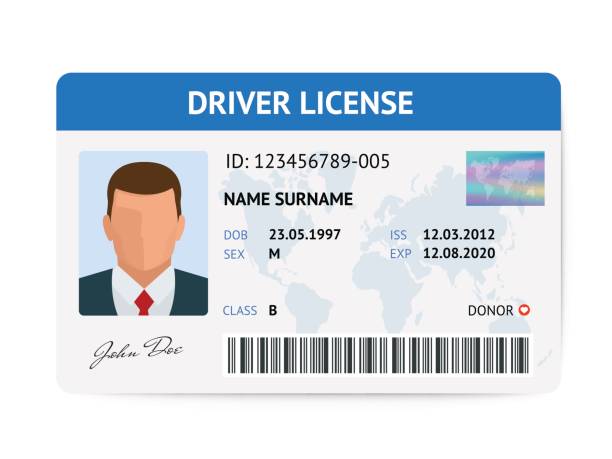 DRIVER LICENSE
ID: 123456789-005
NAME SURNAME
DOB 23.05.1997 ISS 12.03.2012
SEX M EXP 12.08.2020
CLASS B DONOR
John Doe